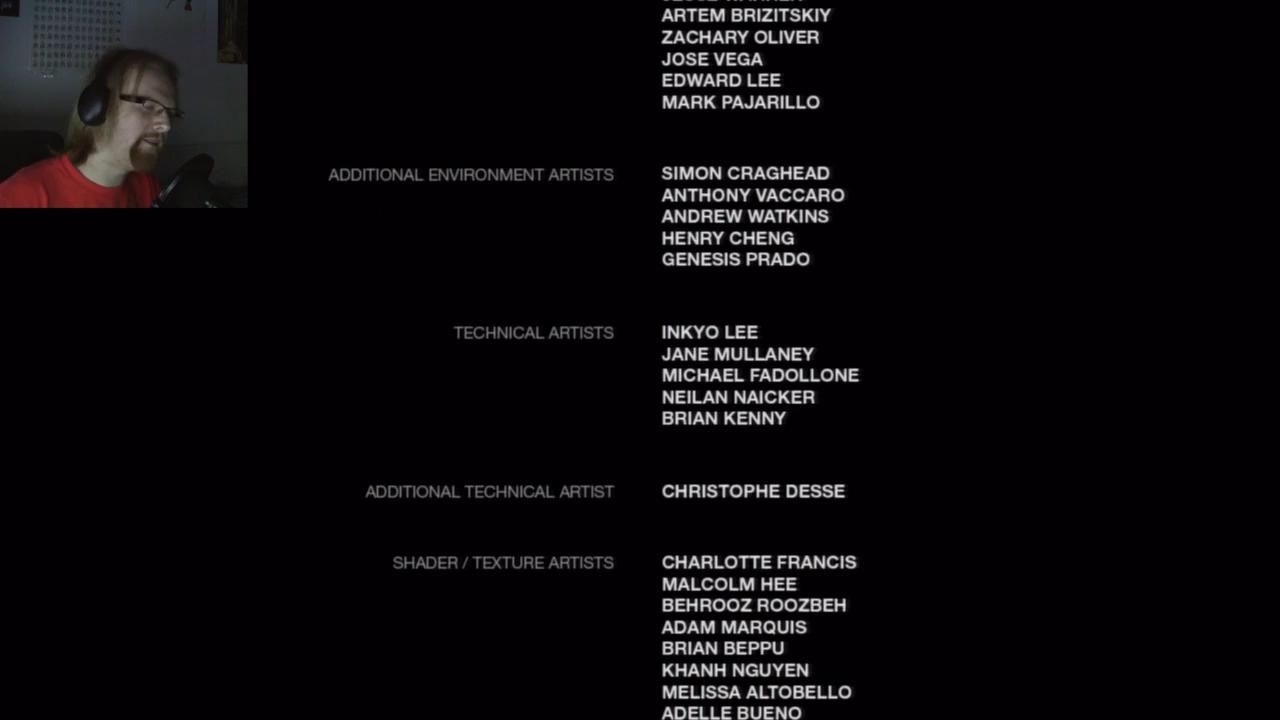 ARTEM BRIZITSKIY
ZACHARY OLIVER
JOSE VEGA
EDWARD LEE
MARK PAJARILLO
ADDITIONAL ENVIRONMENT ARTISTS SIMON CRAGHEAD
ANTHONY VACCARO
ANDREW WATKINS
HENRY CHENG
GENESIS PRADO
TECHNICAL ARTISTS INKYO LEE
JANE MULLANEY
MICHAEL FADOLLONE
NEILAN NAICKER
BRIAN KENNY
ADDITIONAL TECHNICAL ARTIST CHRISTOPHE DESSE
SHADER / TEXTURE ARTISTS CHARLOTTE FRANCIS
MALCOLM HEE
BEHROOZ ROOZBEH
ADAM MARQUIS
BRIAN BEPPU
KHANH NGUYEN
MELISSA ALTOBELLO
ADELLE BUENO